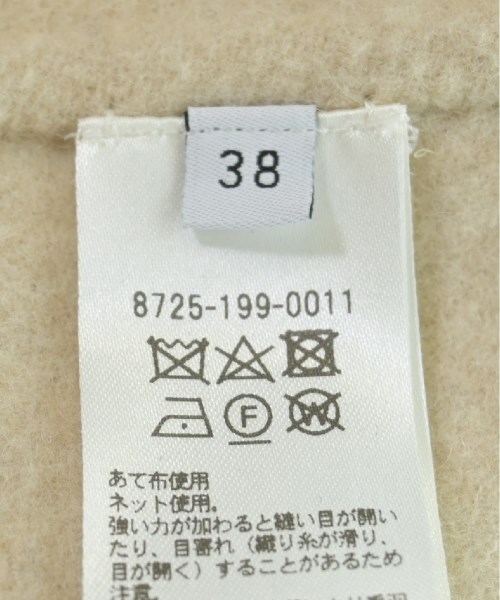 38
8725-199-0011
F
W
あて布使用
ネット使用。
強い力が加わると縫い目が開い
たり、目寄れ（織り糸が滑り、
目が開く）することがあるため
注意。